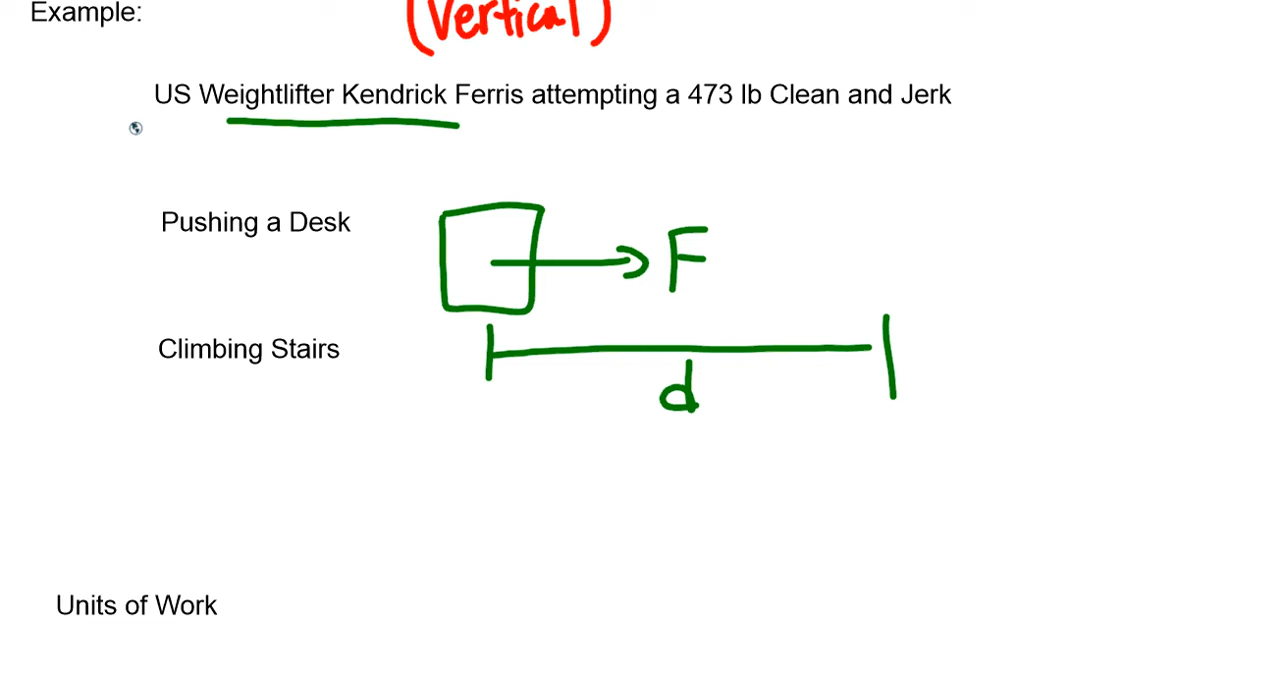 Example:
(Vertical)
US Weightlifter Kendrick Ferris attempting a 473 lb Clean and Jerk
Pushing a Desk
F
Climbing Stairs
d
Units of Work